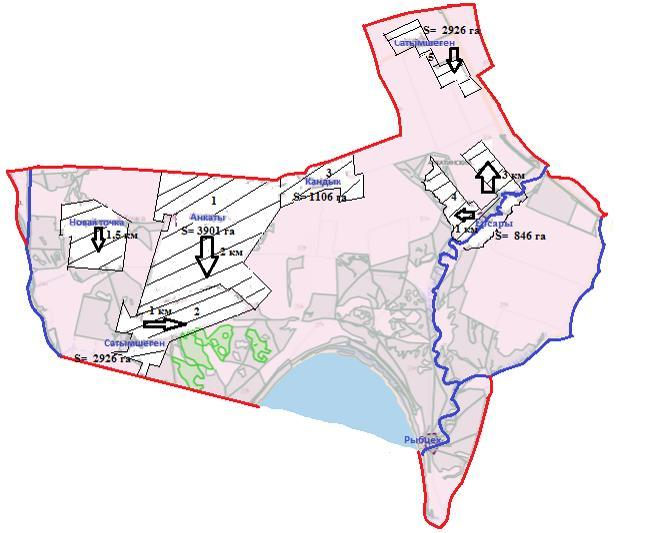 S= 2926 га
Сатымшеген
5
3
Кандык
S= 1106 га
3 км
4
1 км
S= 846 га
1
Анкаты
S= 3901 га
2 км
Новая точка
1,5 км
1 км
2
Сатымшеген
S= 2926 га
Рыбцех